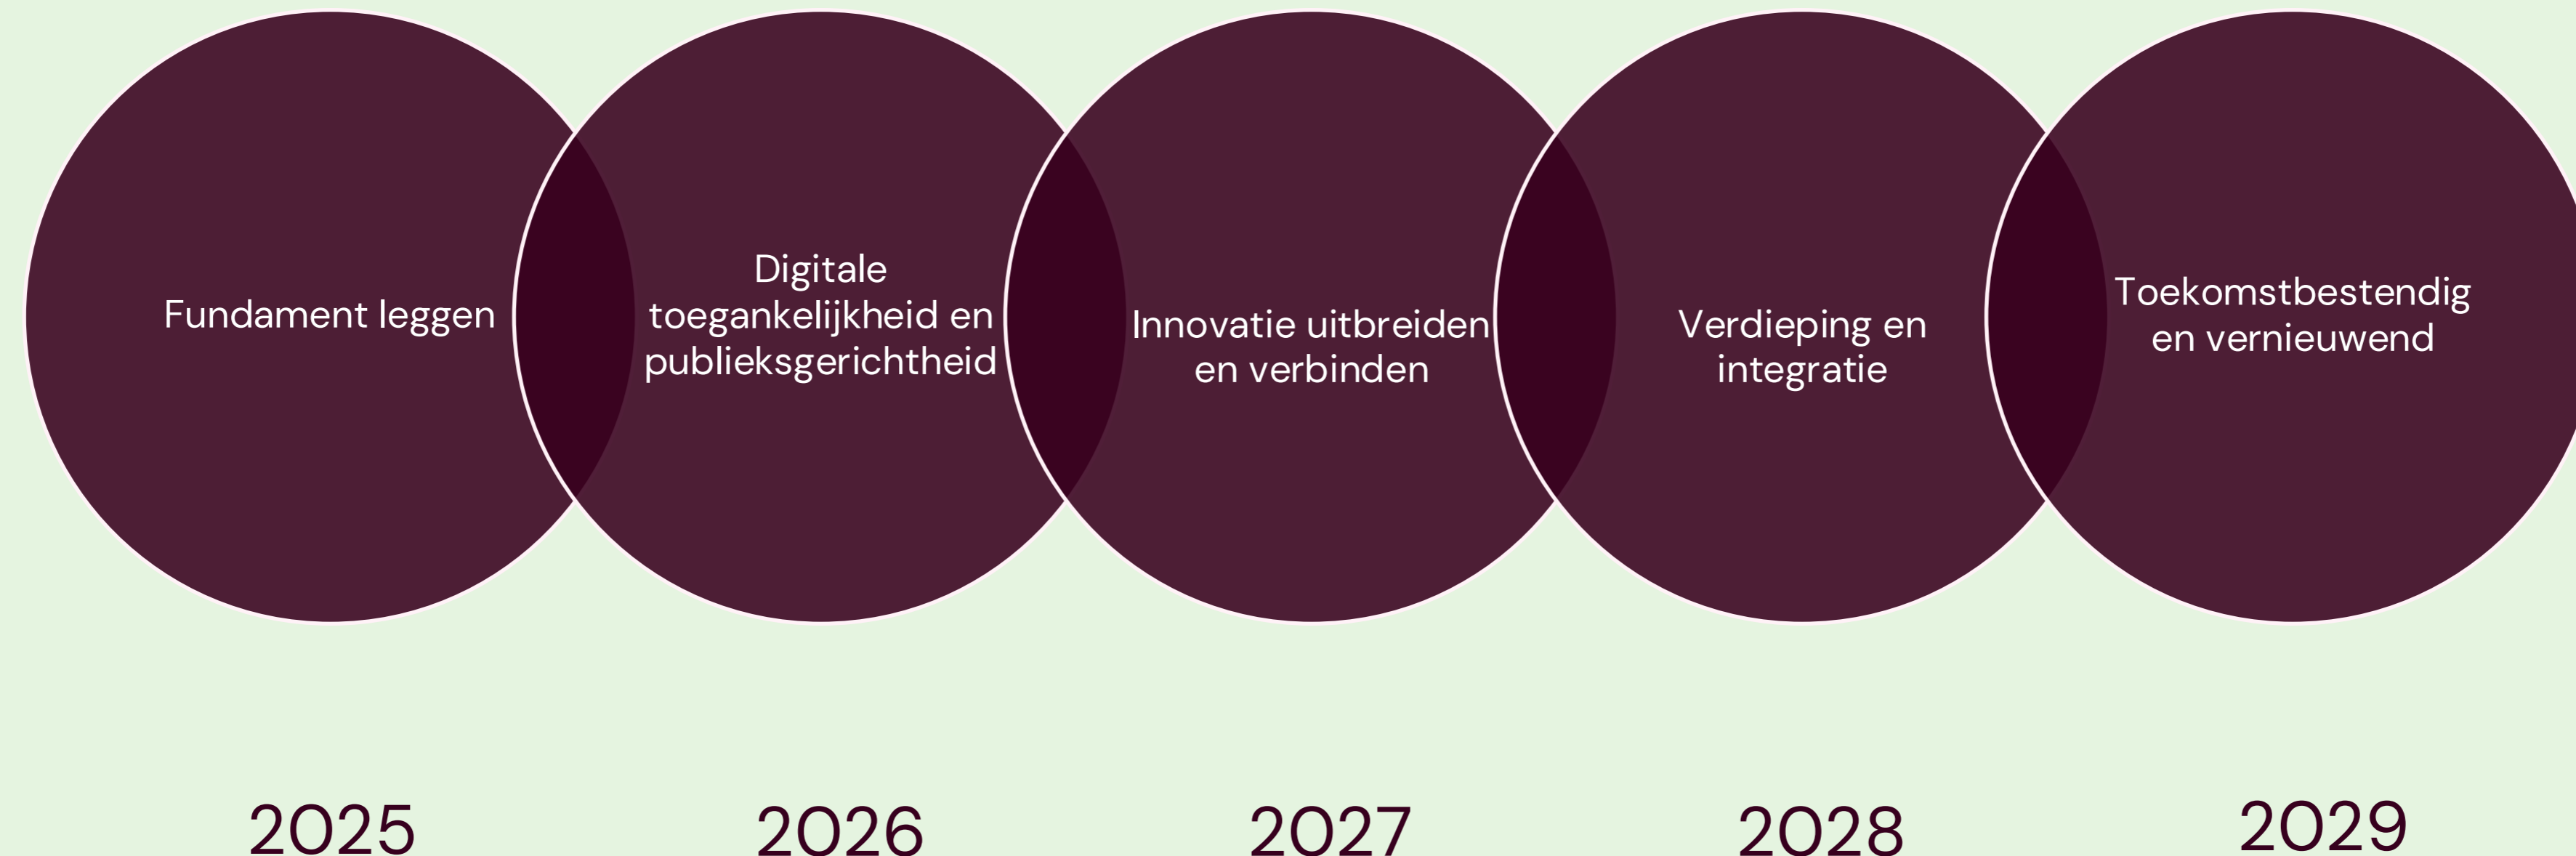 Fundament leggen
Digitale
toegankelijkheid en
publieksgerichtheid
Innovatie uitbreiden
en verbinden
Verdieping en
integratie
Toekomstbestendig
en vernieuwend
2025
2026
2027
2028
2029